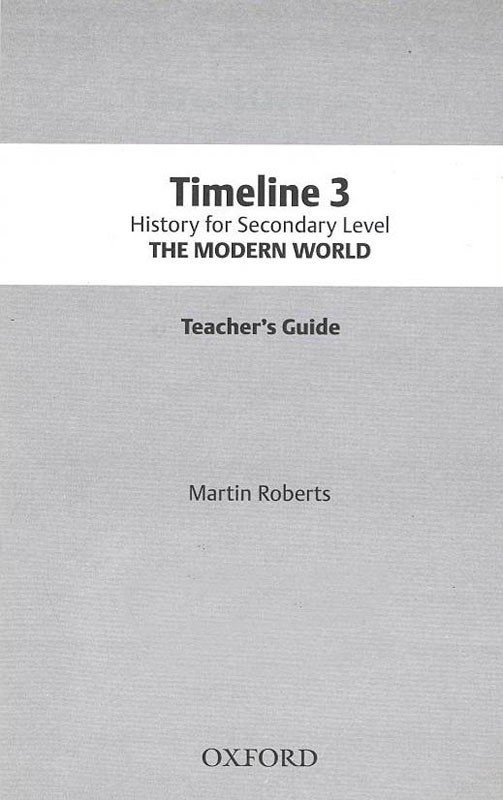 Timeline 3
History for Secondary Level
THE MODERN WORLD
Teacher's Guide
Martin Roberts
OXFORD